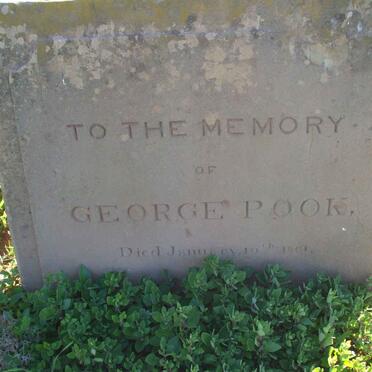 TO THE MEMORY
OF
GEORGE POOK.
Died January